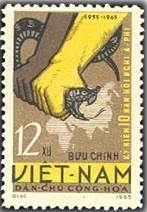 1955-1965
KỶ NIỆM 10 NĂM HỘI NGHỊ Á-PHI
12 XU
BƯU CHÍNH
VIỆT-NAM
DÂN-CHỦ CỘNG-HÒA
1965